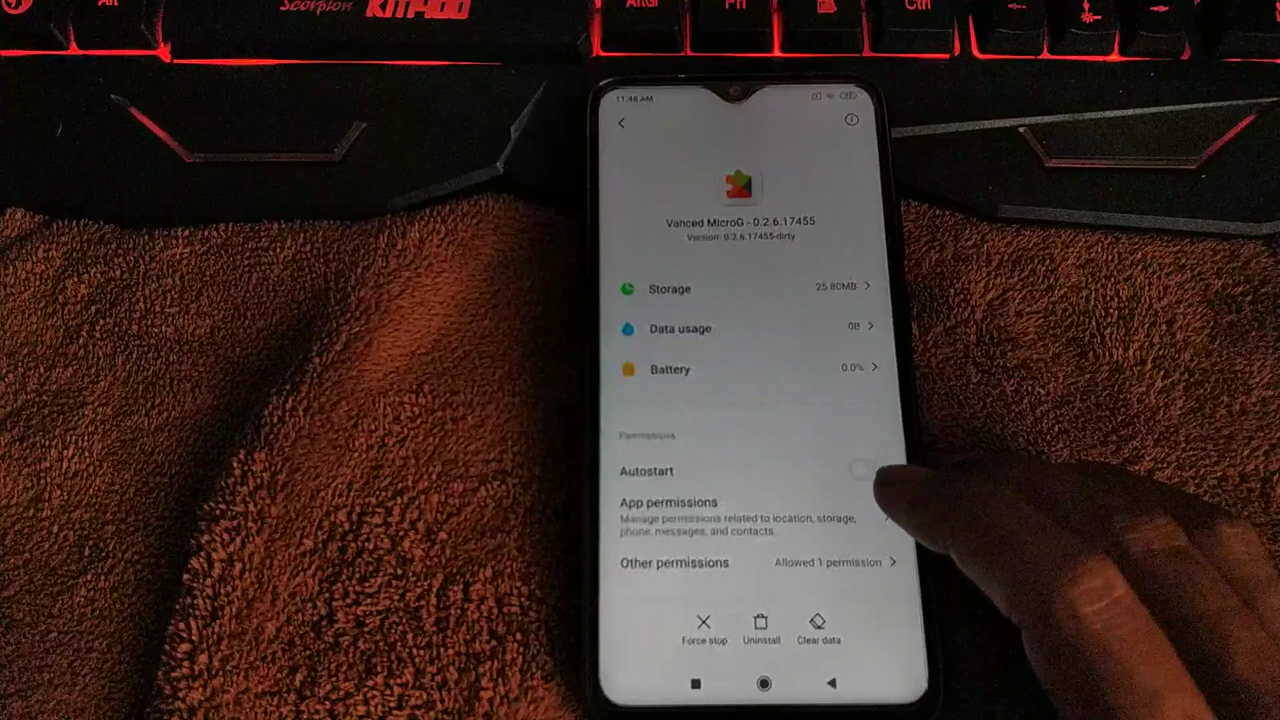 Alt
Scorpion
KM400
AltGr
Fn
Ctrl
11:48 AM
Vanced MicroG - 0.2.6.17455
Version: 0.2.6.17455-dirty
Storage 25.80MB
Data usage 0B
Battery 0.0%
Permissions
Autostart
App permissions
Manage permissions related to location, storage,
phone, messages, and contacts
Other permissions Allowed 1 permission
Force stop Uninstall Clear data